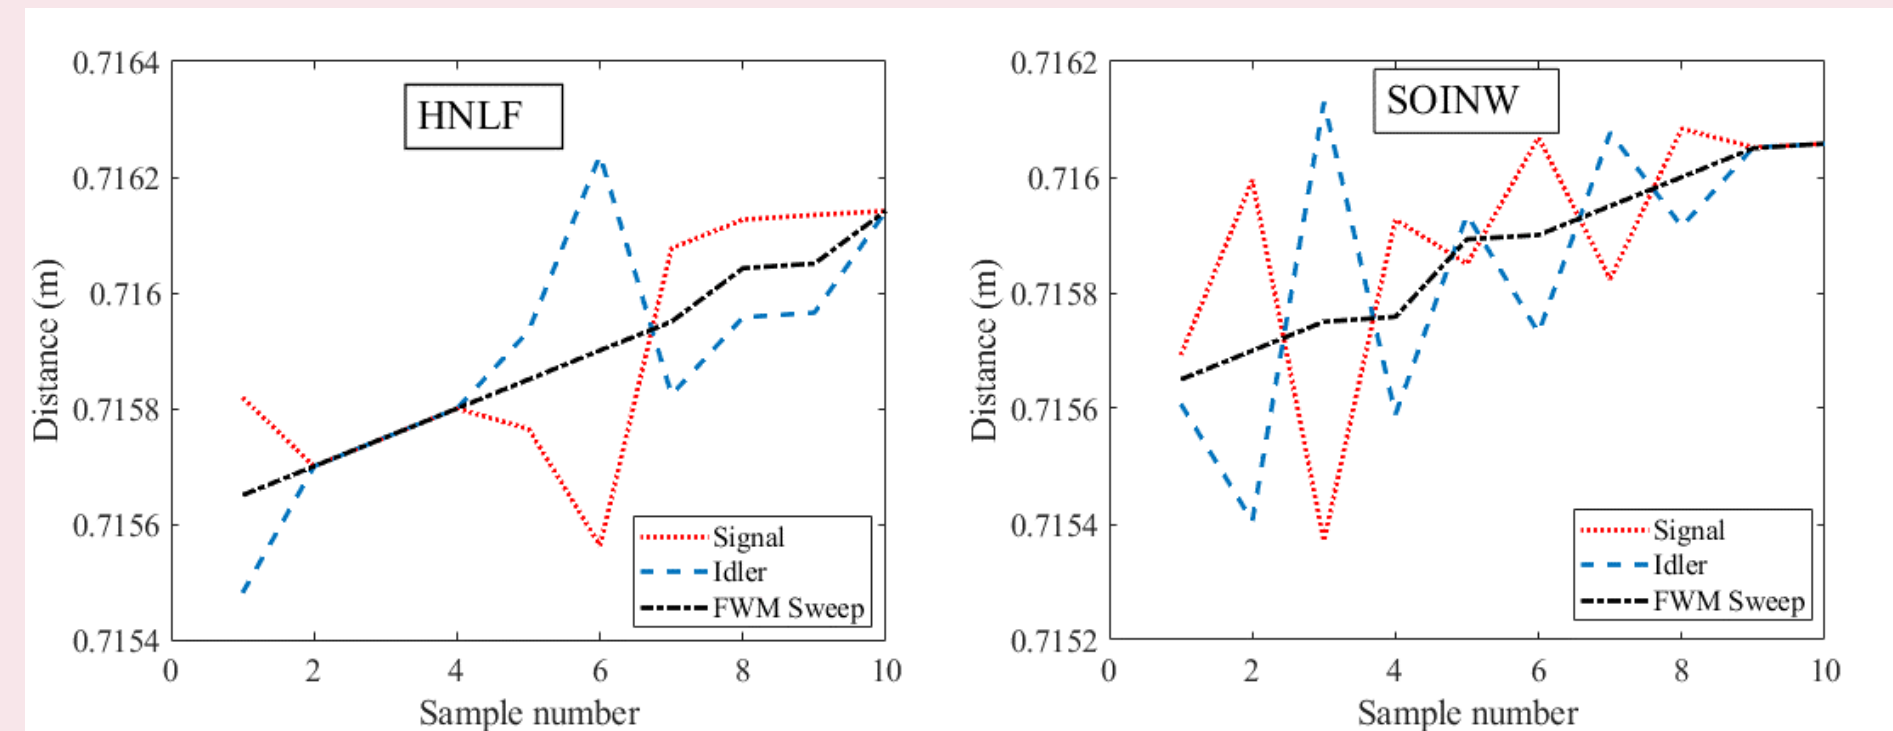 HNLF
0.7164
0.7162
0.716
0.7158
0.7156
0.7154
Distance (m)
0
2
4
6
8
10
Sample number
Signal
Idler
FWM Sweep
SOINW
0.7162
0.716
0.7158
0.7156
0.7154
0.7152
Distance (m)
0
2
4
6
8
10
Sample number
Signal
Idler
FWM Sweep